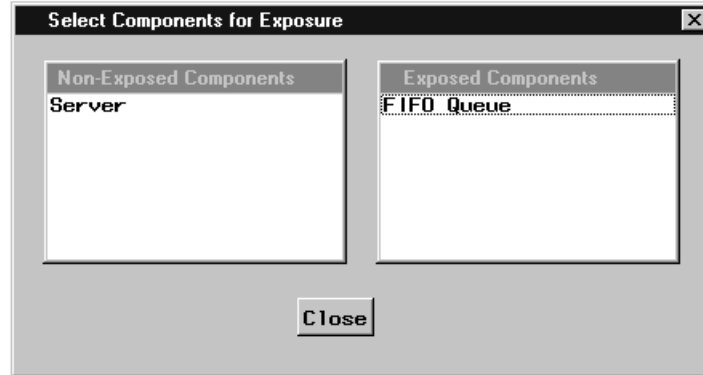 Select Components for Exposure
Non-Exposed Components
Server
Exposed Components
FIFO Queue
Close